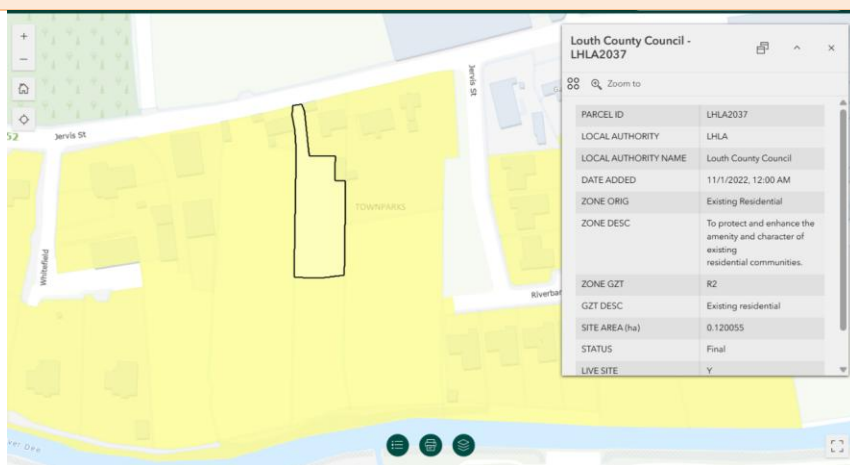 +
−
52
Jervis St
Jervis St
TOWNPARKS
Whitefield
Louth County Council -
LHLA2037
Zoom to
PARCEL ID LHLA2037
LOCAL AUTHORITY LHLA
LOCAL AUTHORITY NAME Louth County Council
DATE ADDED 11/1/2022, 12:00 AM
ZONE ORIG Existing Residential
ZONE DESC To protect and enhance the
amenity and character of
existing
residential communities.
ZONE GZT R2
GZT DESC Existing residential
SITE AREA (ha) 0.120055
STATUS Final
LIVE SITE Y